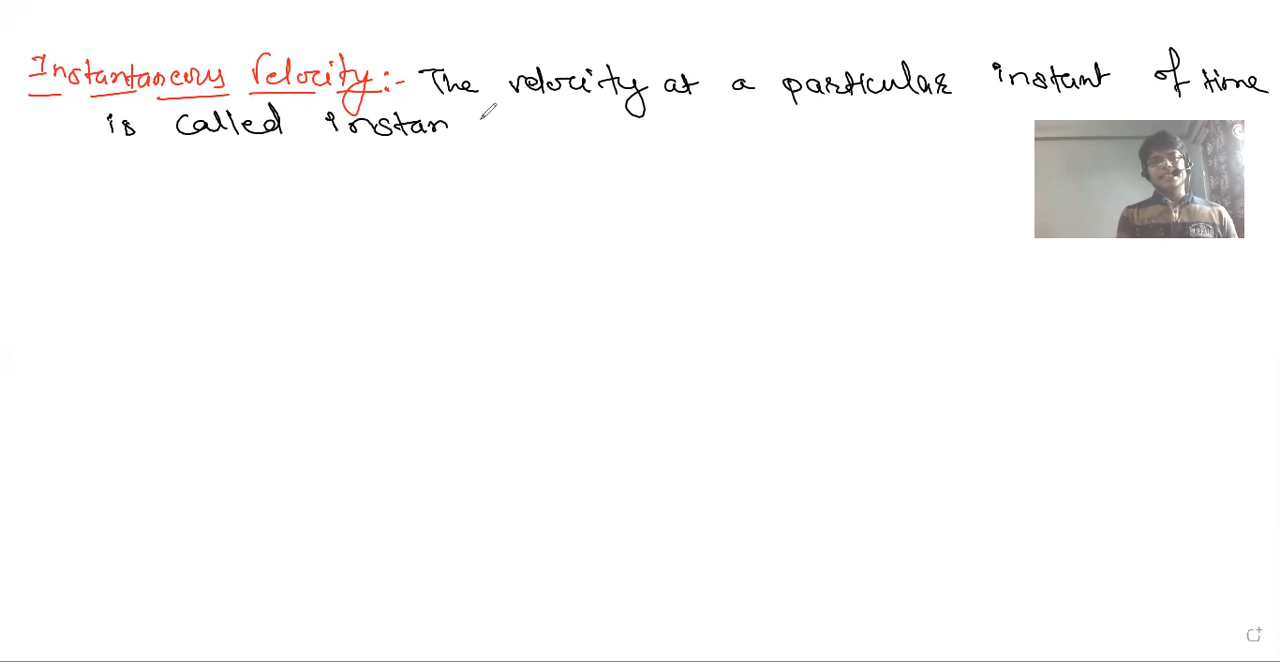 Instantaneous Velocity:- The velocity at a particular instant of time
is called instan